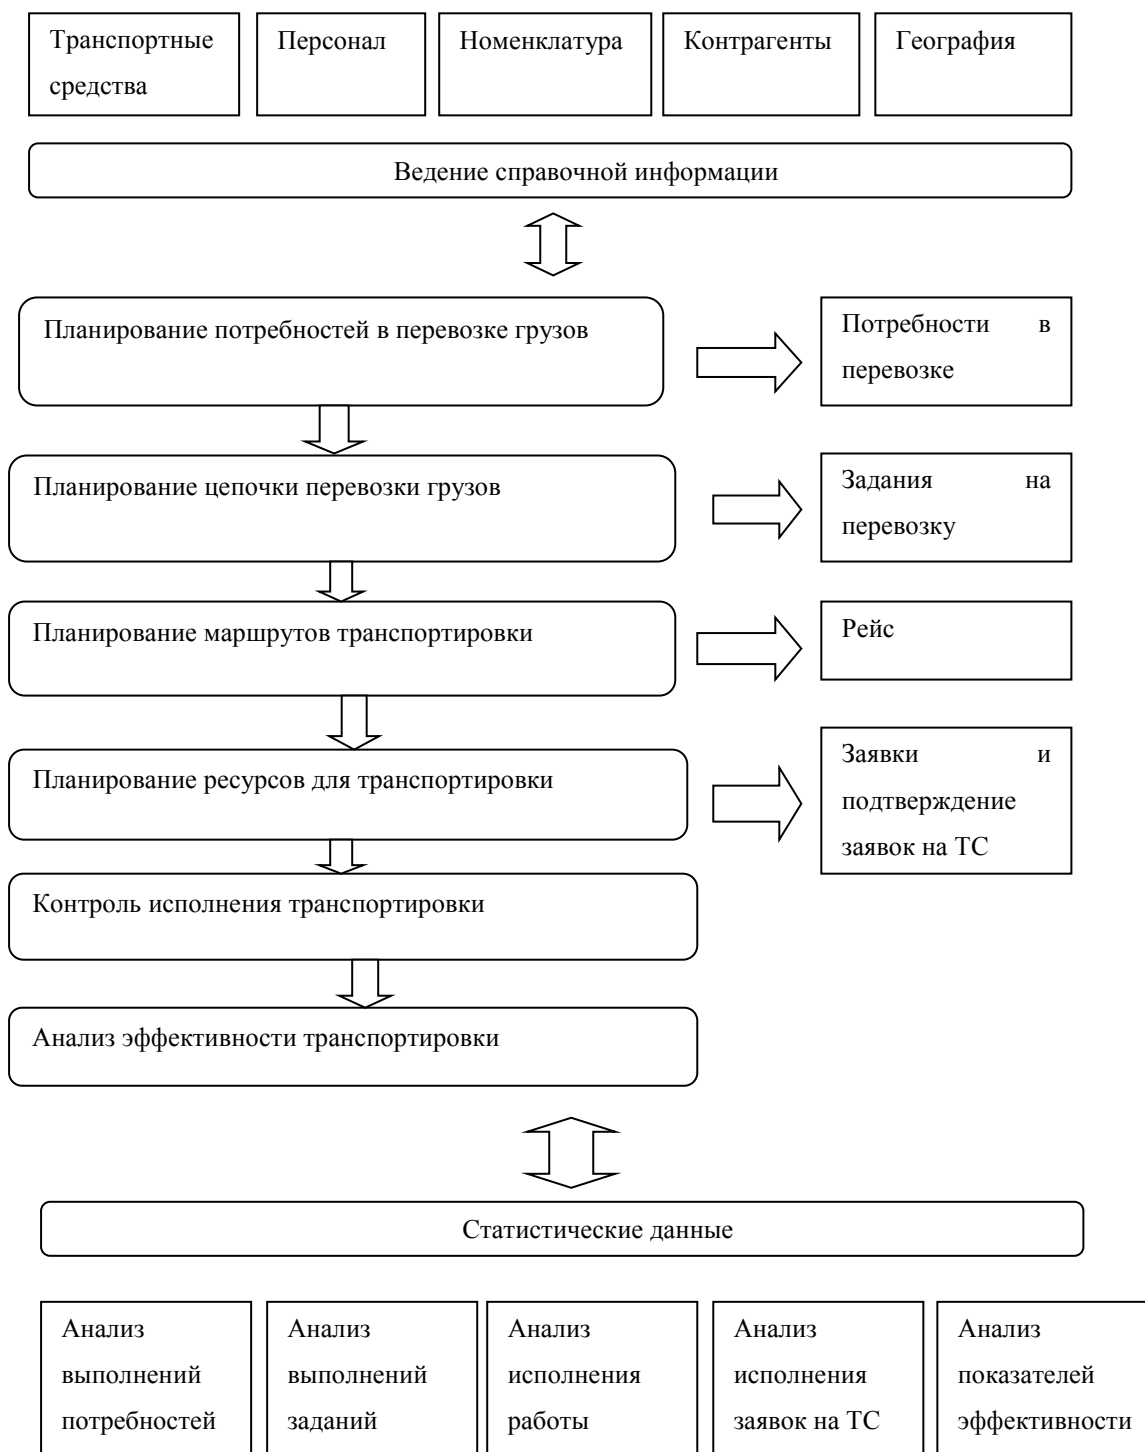 Транспортные
средства
Персонал
Номенклатура
Контрагенты
География
Ведение справочной информации
Планирование потребностей в перевозке грузов
Потребности в
перевозке
Планирование цепочки перевозки грузов
Задания на
перевозку
Планирование маршрутов транспортировки
Рейс
Планирование ресурсов для транспортировки
Заявки и
подтверждение
заявок на ТС
Контроль исполнения транспортировки
Анализ эффективности транспортировки
Статистические данные
Анализ
выполнений
потребностей
Анализ
выполнений
заданий
Анализ
исполнения
работы
Анализ
исполнения
заявок на ТС
Анализ
показателей
эффективности